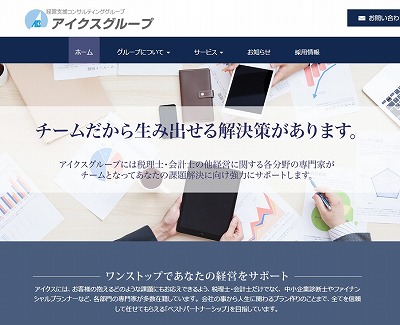 経営支援コンサルティンググループ
アイクスグループ
お問い合わ
ホーム
グループについて
サービス
お知らせ
採用情報
チームだから生み出せる解決策があります。
アイクスグループには税理士・会計士の他経営に関する各分野の専門家が
チームとなってあなたの課題解決に向け強力にサポートします。
ワンストップであなたの経営をサポート
アイクスには、お客様の抱えるどのような課題にもお応えできるよう、税理士・会計士だけでなく、中小企業診断士やファイナン
シャルプランナーなど、各部門の専門家が多数在籍しています。会社の事から人生に関わるプラン作りのことまで、全てを信頼
して任せてもらえる「ベストパートナーシップ」を目指しています。